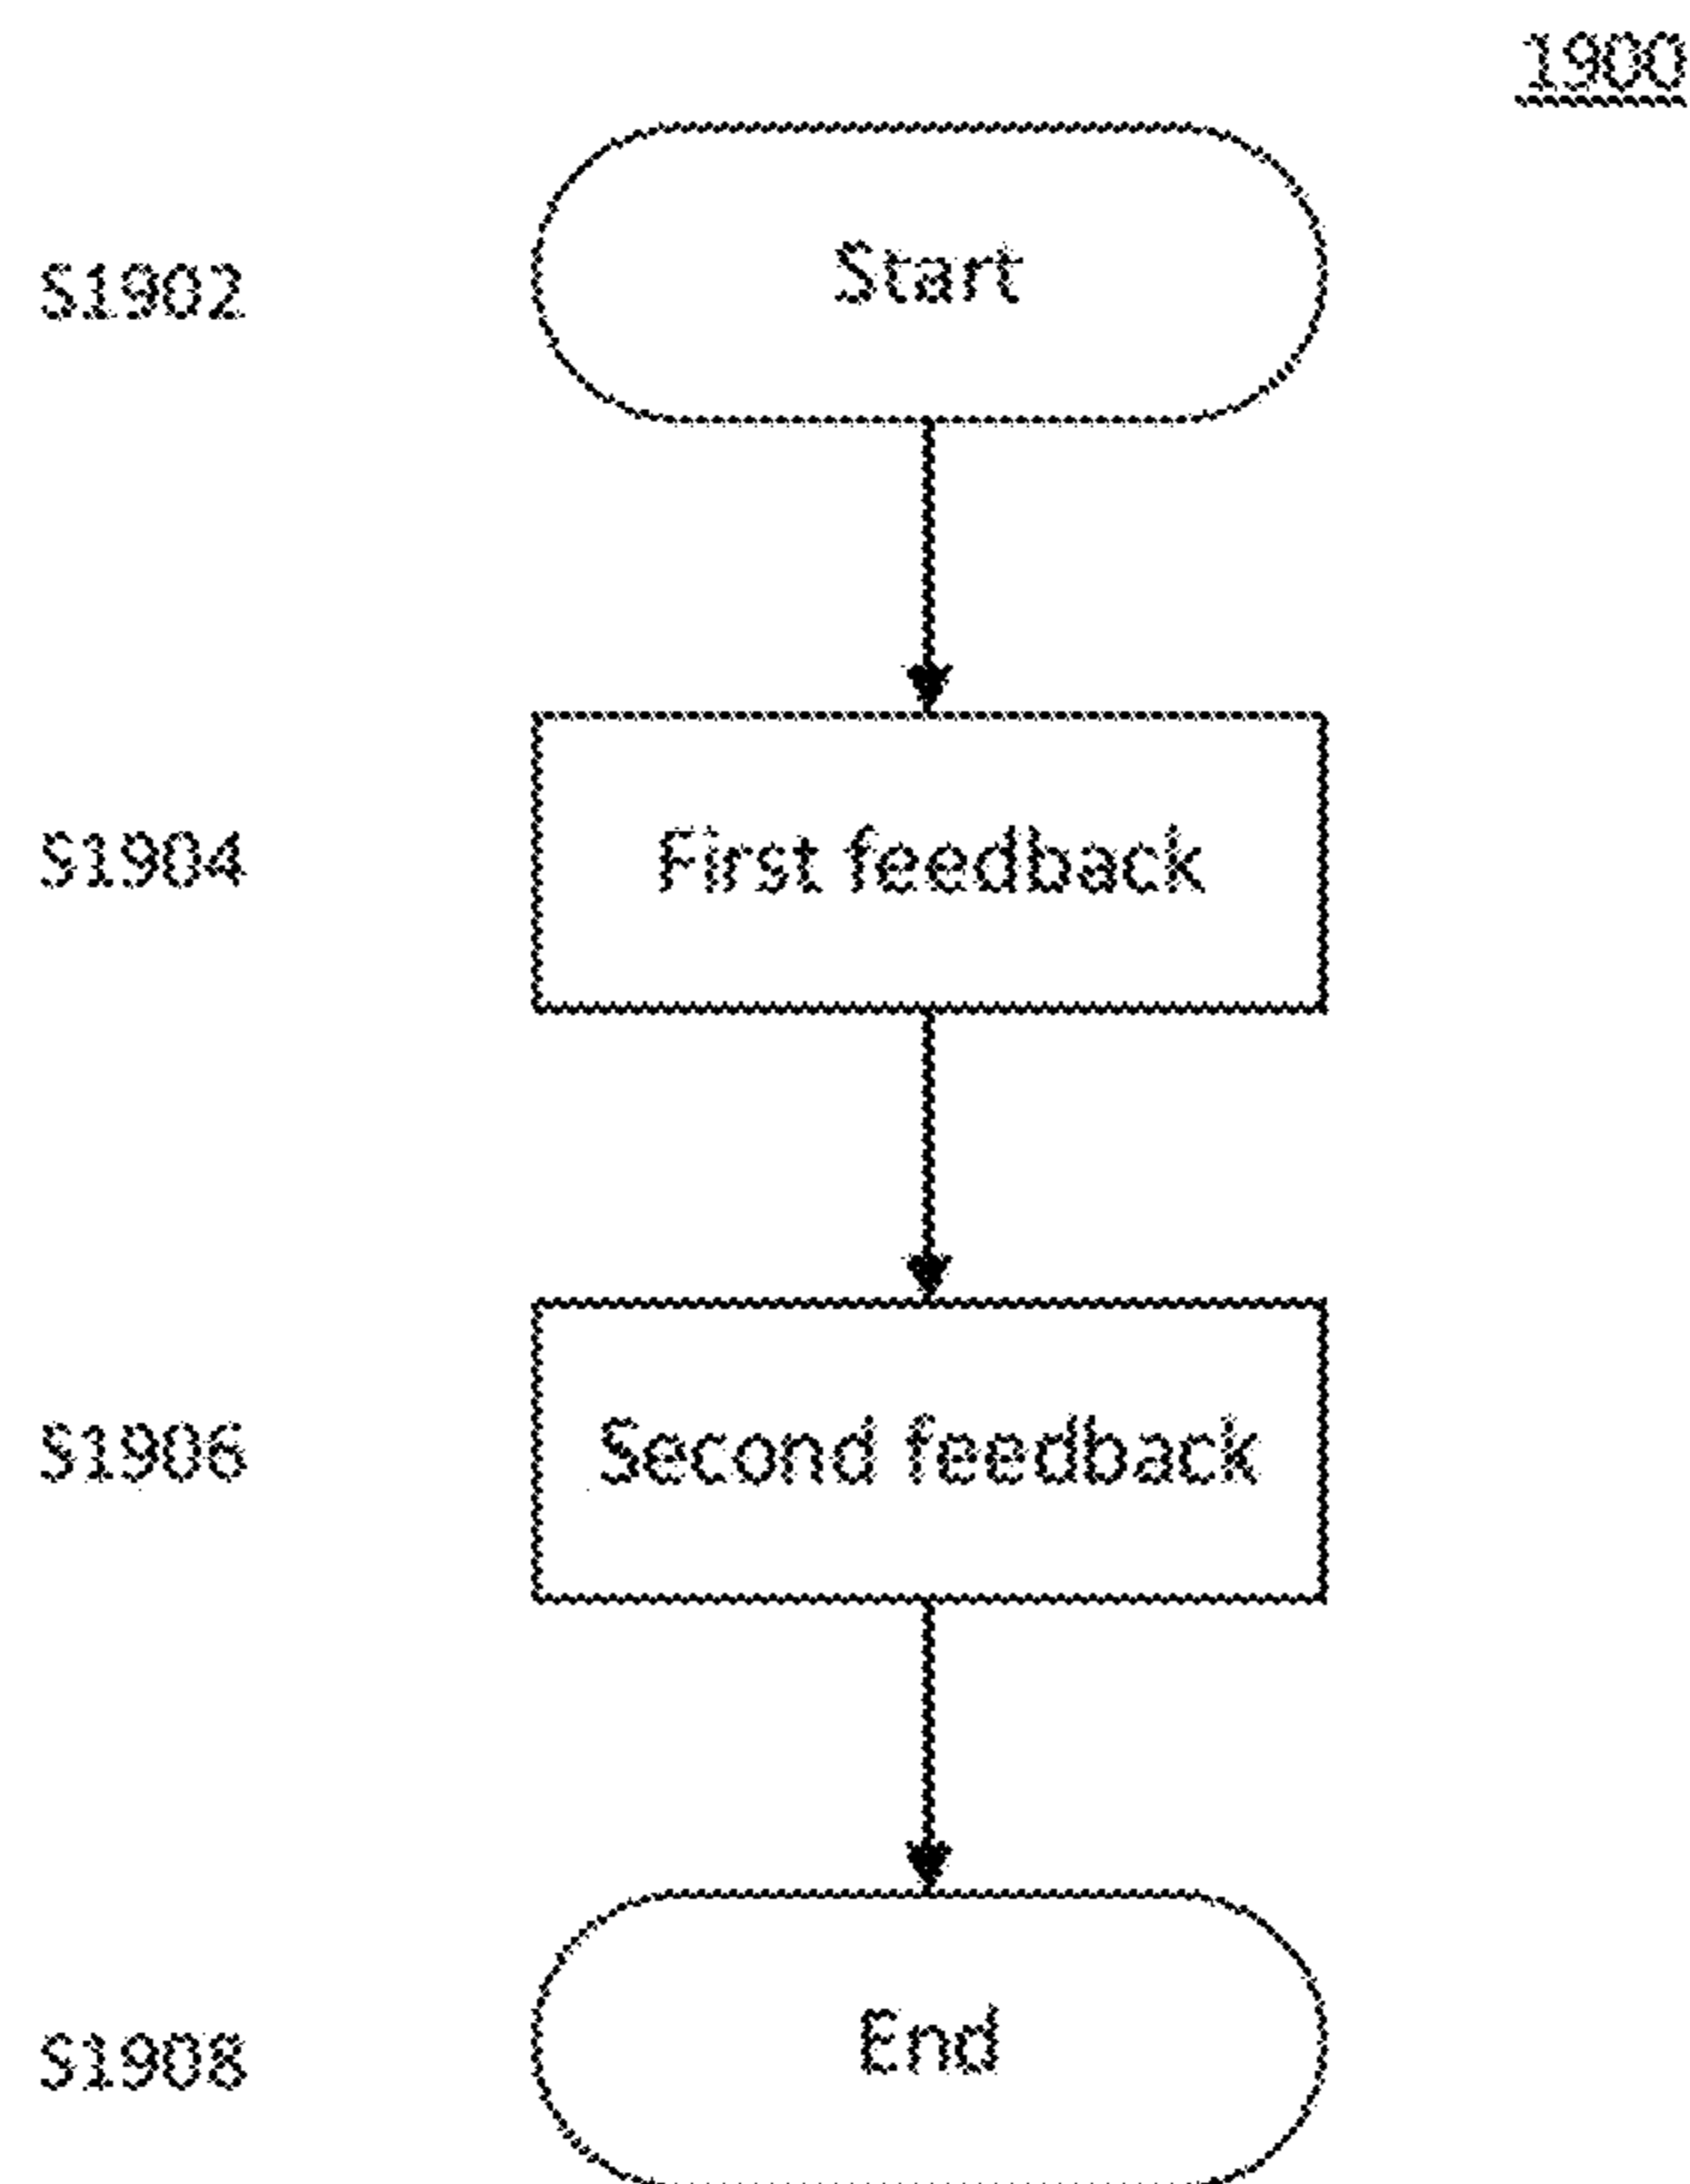 1900
S1902
Start
S1904
First feedback
S1906
Second feedback
S1908
End